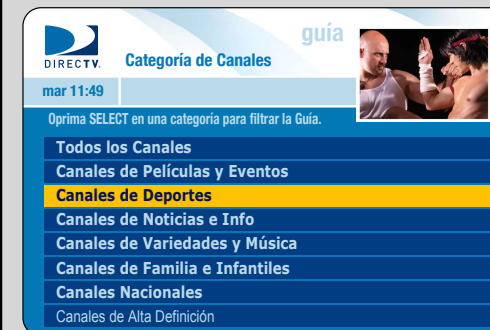 guía
DIRECTV.
Categoría de Canales
mar 11:49
Oprima SELECT en una categoría para filtrar la Guía.
Todos los Canales
Canales de Películas y Eventos
Canales de Deportes
Canales de Noticias e Info
Canales de Variedades y Música
Canales de Familia e Infantiles
Canales Nacionales
Canales de Alta Definición